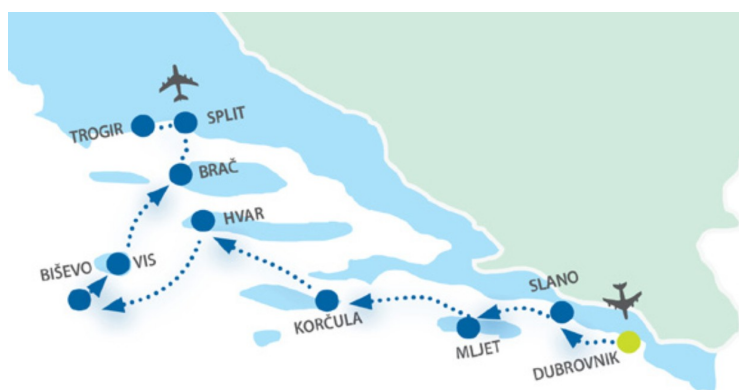 SPLIT
TROGIR
BRAČ
HVAR
BIŠEVO
VIS
SLANO
KORČULA
MLJET
DUBROVNIK